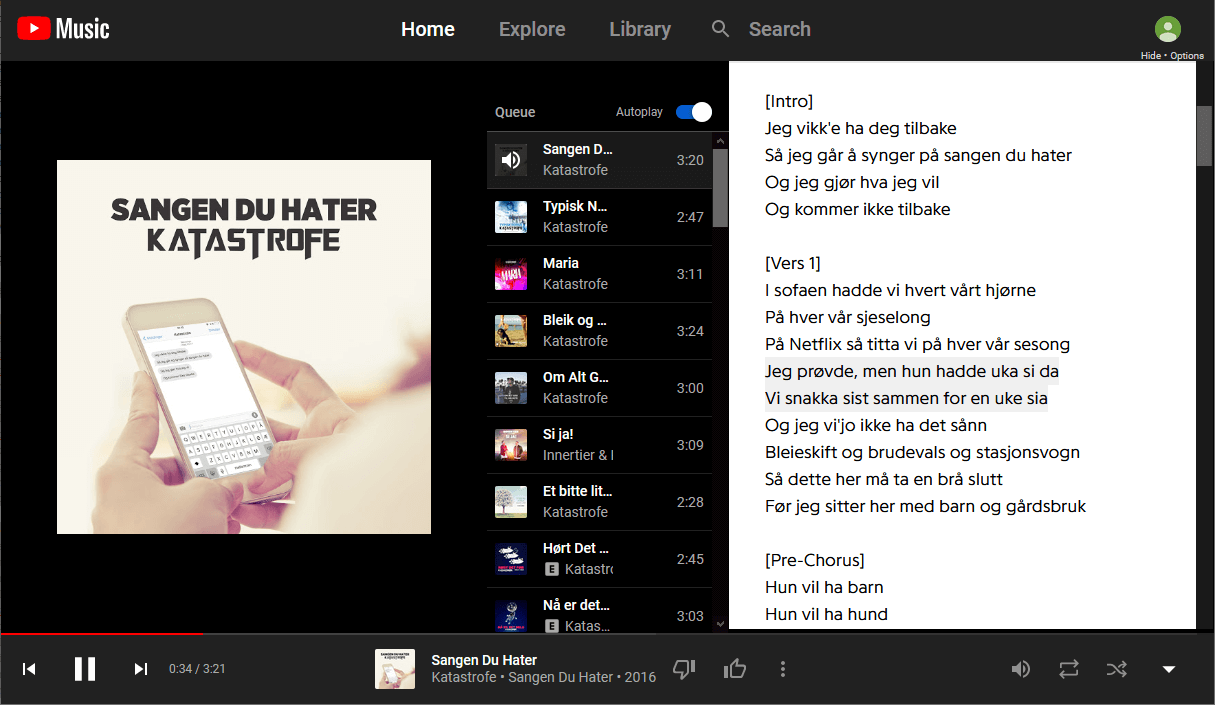 Music
Home
Explore
Library
Search
Hide • Options
SANGEN DU HATER
KATASTROFE
Queue
Autoplay
Sangen D...
Katastrofe
3:20
Typisk N...
Katastrofe
2:47
Maria
Katastrofe
3:11
Bleik og ...
Katastrofe
3:24
Om Alt G...
Katastrofe
3:00
Si ja!
Innertier &
3:09
Et bitte lit...
Katastrofe
2:28
Hørt Det ...
E Katastro
2:45
Nå er det...
E Katas...
3:03
[Intro]
Jeg vikk'e ha deg tilbake
Så jeg går å synger på sangen du hater
Og jeg gjør hva jeg vil
Og kommer ikke tilbake
[Vers 1]
I sofaen hadde vi hvert vårt hjørne
På hver vår sjeselong
På Netflix så titta vi på hver vår sesong
Jeg prøvde, men hun hadde uka si da
Vi snakka sist sammen for en uke sia
Og jeg vi'jo ikke ha det sånn
Bleieskift og brudevals og stasjonsvogn
Så dette her må ta en brå slutt
Før jeg sitter her med barn og gårdsbruk
[Pre-Chorus]
Hun vil ha barn
Hun vil ha hund
0:34 / 3:21
Sangen Du Hater
Katastrofe • Sangen Du Hater • 2016